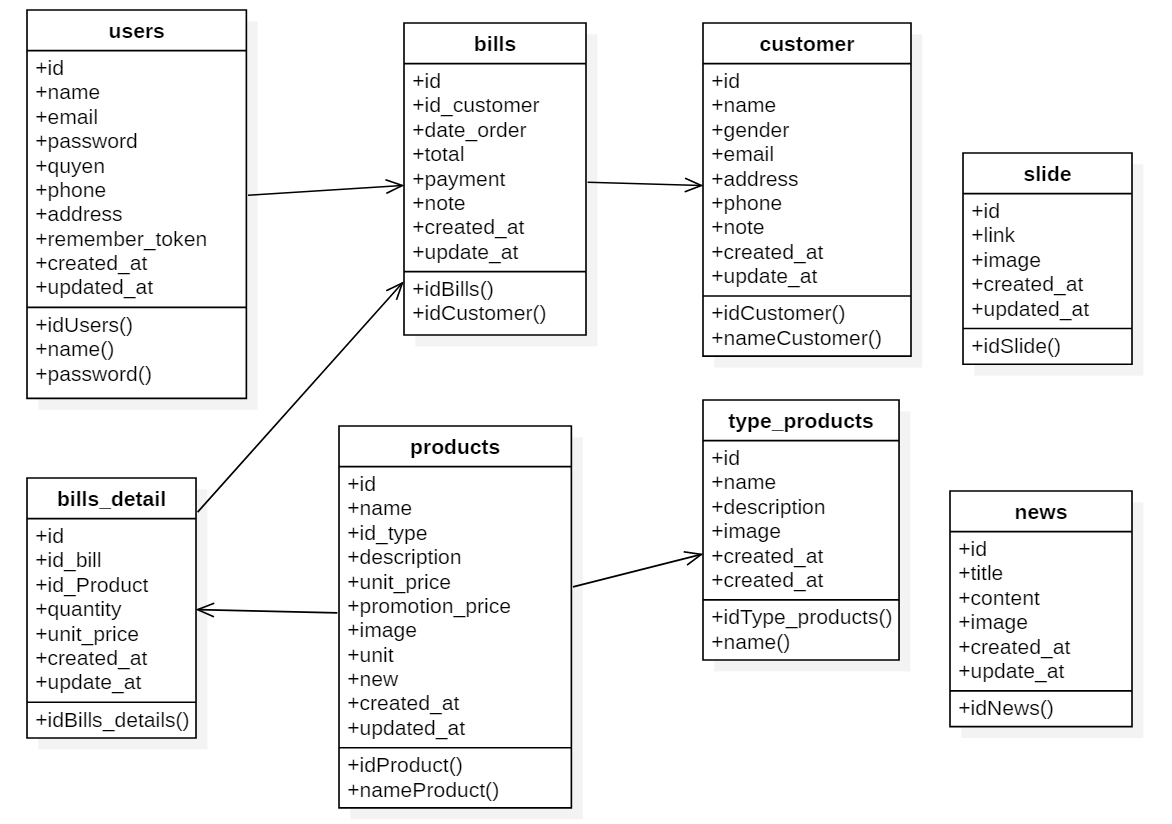 users
+id
+name
+email
+password
+quyen
+phone
+address
+remember_token
+created_at
+updated_at
+idUsers()
+name()
+password()
bills
+id
+id_customer
+date_order
+total
+payment
+note
+created_at
+update_at
+idBills()
+idCustomer()
customer
+id
+name
+gender
+email
+address
+phone
+note
+created_at
+update_at
+idCustomer()
+nameCustomer()
slide
+id
+link
+image
+created_at
+updated_at
+idSlide()
bills_detail
+id
+id_bill
+id_Product
+quantity
+unit_price
+created_at
+update_at
+idBills_details()
products
+id
+name
+id_type
+description
+unit_price
+promotion_price
+image
+unit
+new
+created_at
+updated_at
+idProduct()
+nameProduct()
type_products
+id
+name
+description
+image
+created_at
+created_at
+idType_products()
+name()
news
+id
+title
+content
+image
+created_at
+update_at
+idNews()